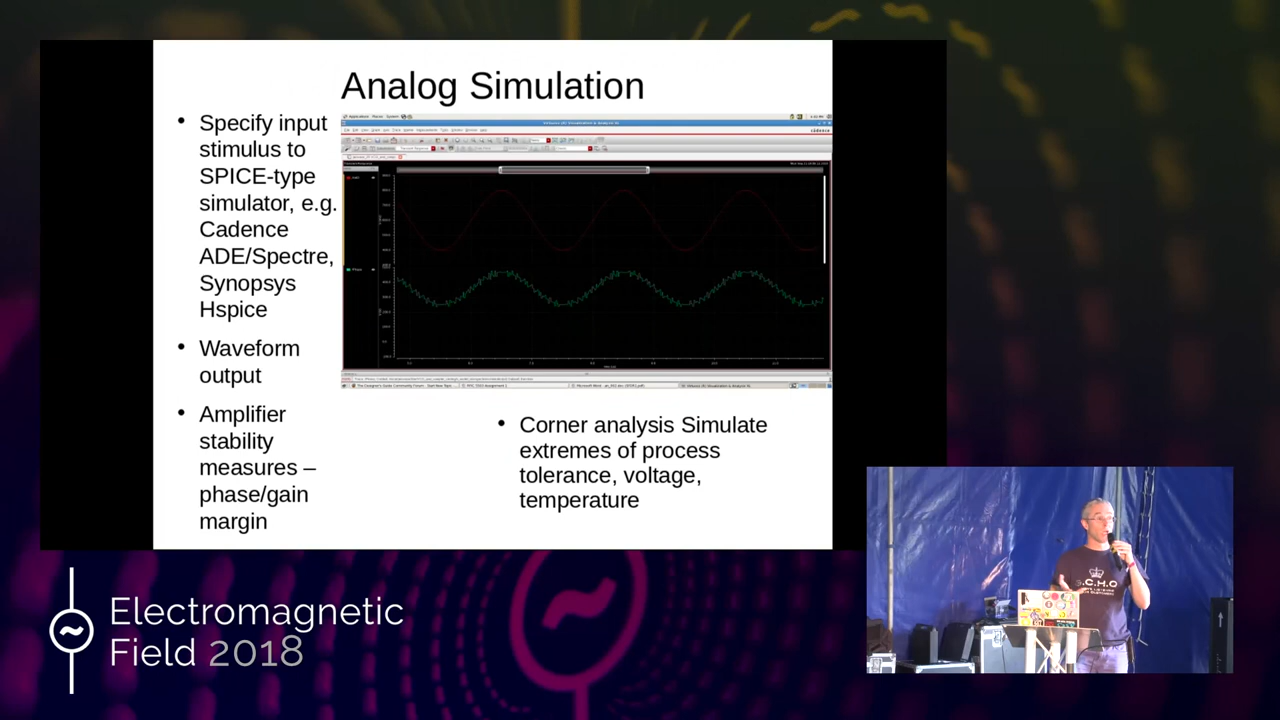 Analog Simulation
• Specify input
stimulus to
SPICE-type
simulator, e.g.
Cadence
ADE/Spectre,
Synopsys
Hspice
• Waveform
output
• Amplifier
stability
measures –
phase/gain
margin
• Corner analysis Simulate
extremes of process
tolerance, voltage,
temperature
Electromagnetic
Field 2018